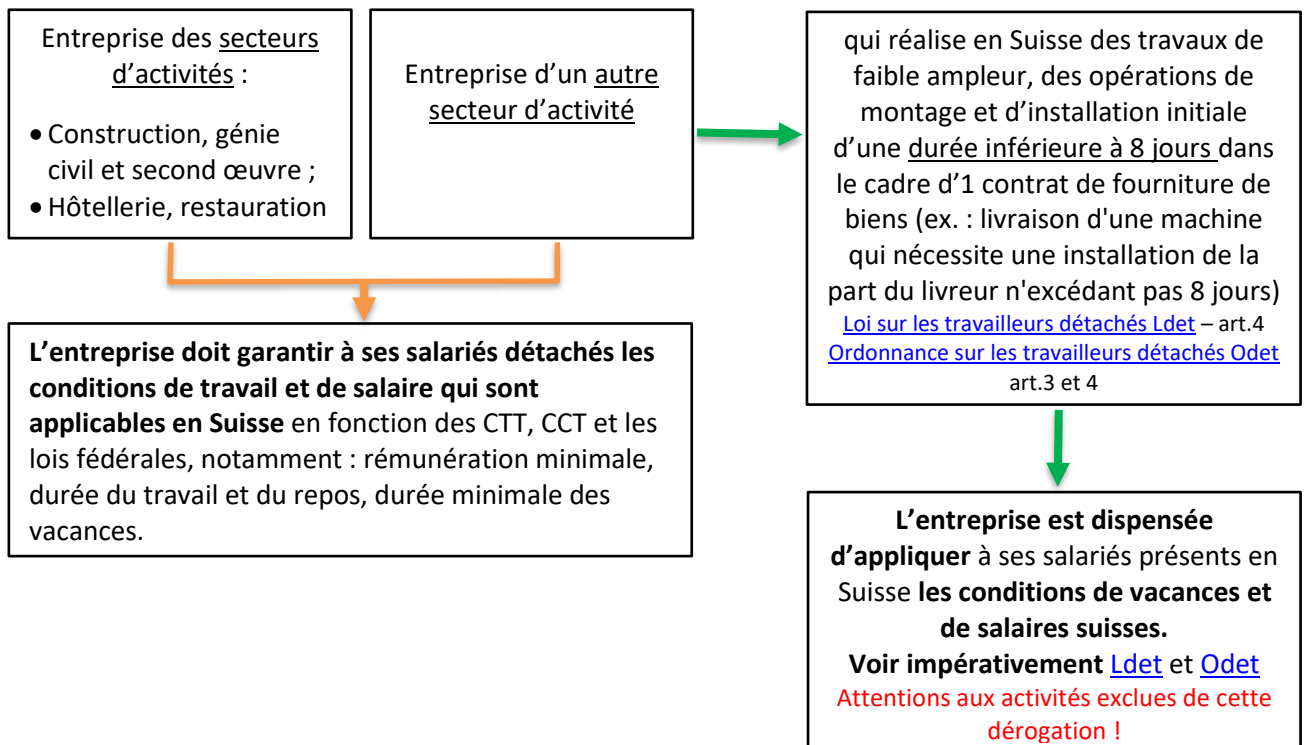 Entreprise des secteurs
d’activités :
• Construction, génie
civil et second œuvre ;
• Hôtellerie, restauration
Entreprise d’un autre
secteur d’activité
qui réalise en Suisse des travaux de
faible ampleur, des opérations de
montage et d’installation initiale
d’une durée inférieure à 8 jours dans
le cadre d’1 contrat de fourniture de
biens (ex. : livraison d'une machine
qui nécessite une installation de la
part du livreur n'excédant pas 8 jours)
Loi sur les travailleurs détachés Ldet – art.4
Ordonnance sur les travailleurs détachés Odet
art.3 et 4
L’entreprise doit garantir à ses salariés détachés les
conditions de travail et de salaire qui sont
applicables en Suisse en fonction des CTT, CCT et les
lois fédérales, notamment : rémunération minimale,
durée du travail et du repos, durée minimale des
vacances.
L’entreprise est dispensée
d’appliquer à ses salariés présents en
Suisse les conditions de vacances et
de salaires suisses.
Voir impérativement Ldet et Odet
Attentions aux activités exclues de cette
dérogation !